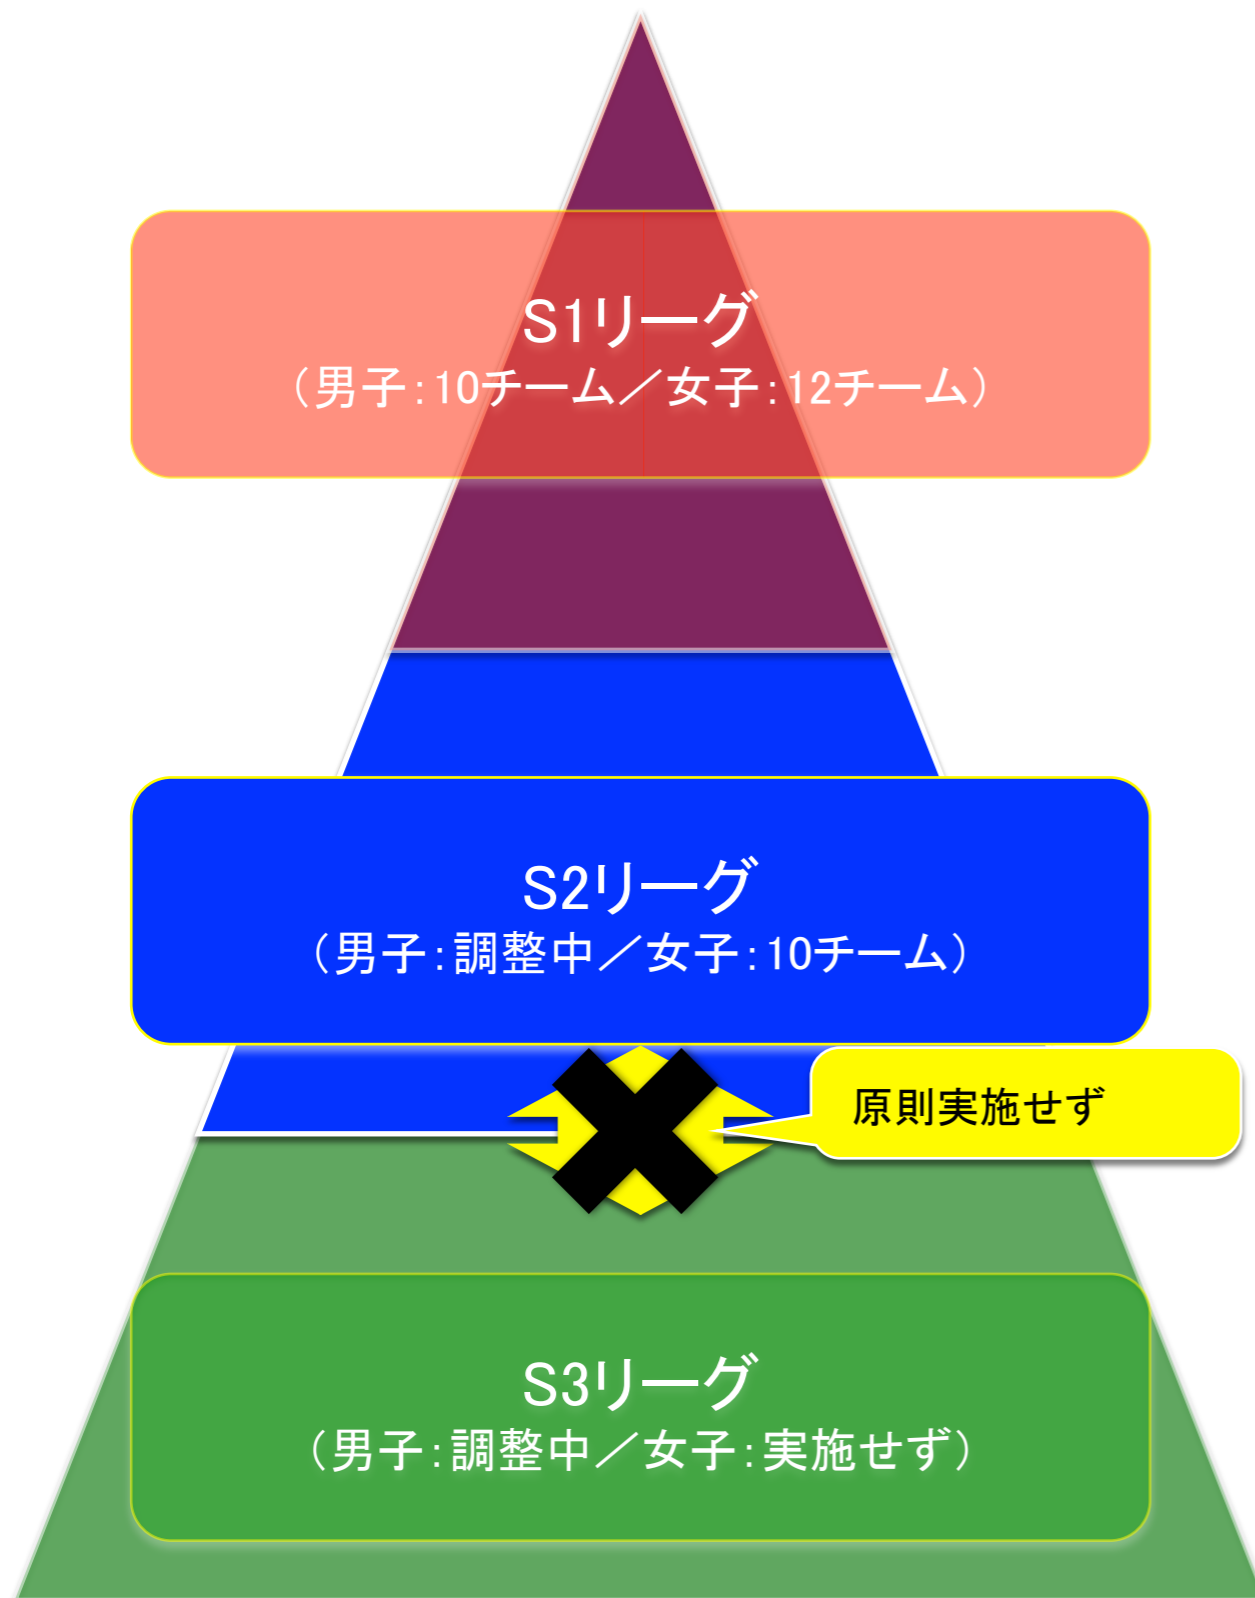 S1リーグ
（男子：10チーム／女子：12チーム）
S2リーグ
（男子：調整中／女子：10チーム）
原則実施せず
S3リーグ
（男子：調整中／女子：実施せず）